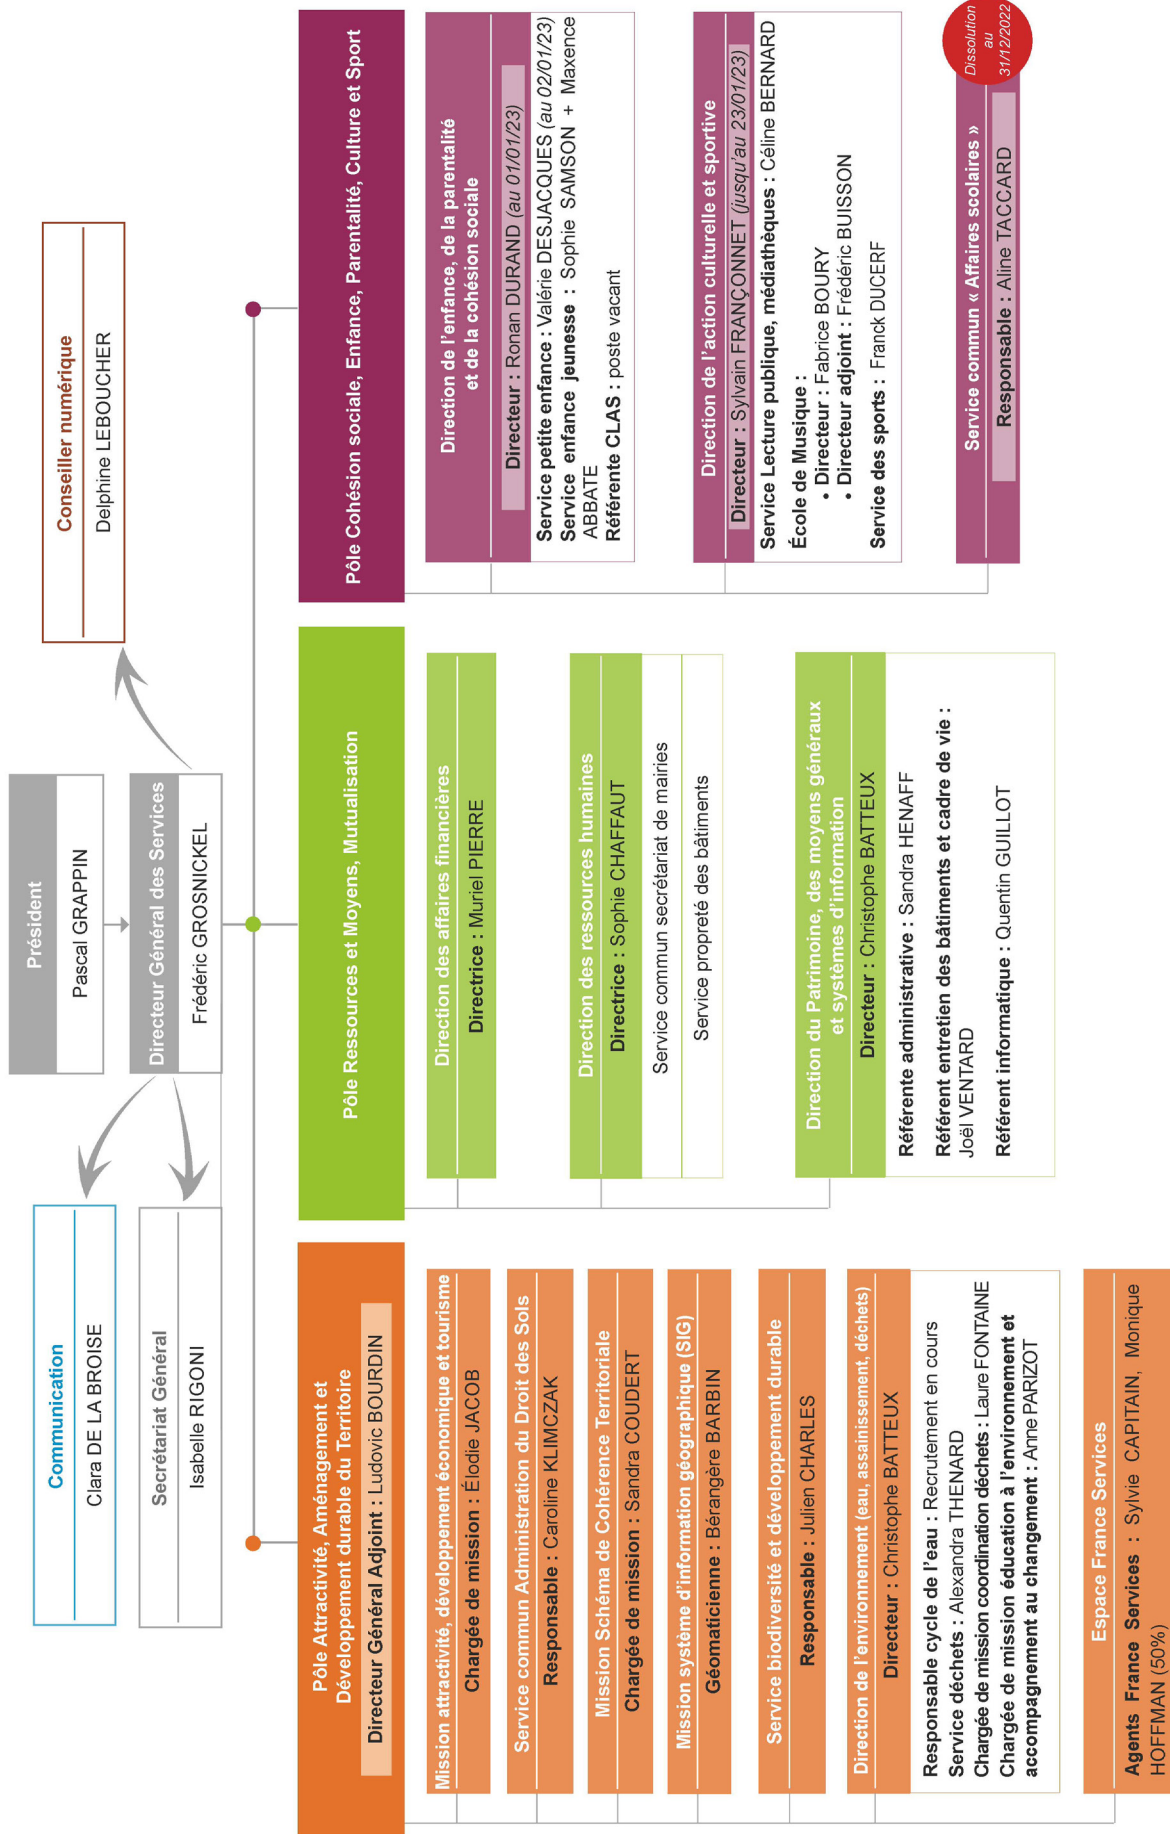 Président
Pascal GRAPPIN
Directeur Général des Services
Frédéric GROSNICKEL
Communication
Clara DE LA BROISE
Secrétariat Général
Isabelle RIGONI
Conseiller numérique
Delphine LEBOUCHER
Pôle Attractivité, Aménagement et
Développement durable du Territoire
Directeur Général Adjoint : Ludovic BOURDIN
Mission attractivité, développement économique et tourisme
Chargée de mission : Élodie JACOB
Service commun Administration du Droit des Sols
Responsable : Caroline KLIMCZAK
Mission Schéma de Cohérence Territoriale
Chargée de mission : Sandra COUDERT
Mission système d'information géographique (SIG)
Géomaticienne : Bérangère BARBIN
Service biodiversité et développement durable
Responsable : Julien CHARLES
Direction de l'environnement (eau, assainissement, déchets)
Directeur : Christophe BATTEUX
Responsable cycle de l'eau : Recrutement en cours
Service déchets : Alexandra THENARD
Chargée de mission coordination déchets : Laure FONTAINE
Chargée de mission éducation à l'environnement et
accompagnement au changement : Anne PARIZOT
Espace France Services
Agents France Services : Sylvie CAPITAIN, Monique
HOFFMAN (50%)
Pôle Ressources et Moyens, Mutualisation
Direction des affaires financières
Directrice : Muriel PIERRE
Direction des ressources humaines
Directrice : Sophie CHAFFAUT
Service commun secrétariat de mairies
Service propreté des bâtiments
Direction du Patrimoine, des moyens généraux
et systèmes d'information
Directeur : Christophe BATTEUX
Référente administrative : Sandra HENAFF
Référent entretien des bâtiments et cadre de vie :
Joël VENTARD
Référent informatique : Quentin GUILLOT
Pôle Cohésion sociale, Enfance, Parentalité, Culture et Sport
Direction de l'enfance, de la parentalité
et de la cohésion sociale
Directeur : Ronan DURAND (au 01/01/23)
Service petite enfance : Valérie DESJACQUES (au 02/01/23)
Service enfance jeunesse : Sophie SAMSON + Maxence
ABBATE
Référente CLAS : poste vacant
Direction de l'action culturelle et sportive
Directeur : Sylvain FRANÇONNET (jusqu'au 23/01/23)
Service Lecture publique, médiathèques : Céline BERNARD
École de Musique :
• Directeur : Fabrice BOURY
• Directeur adjoint : Frédéric BUISSON
Service des sports : Franck DUCERF
Service commun « Affaires scolaires »
Responsable : Aline TACCARD
Dissolution
au
31/12/2022